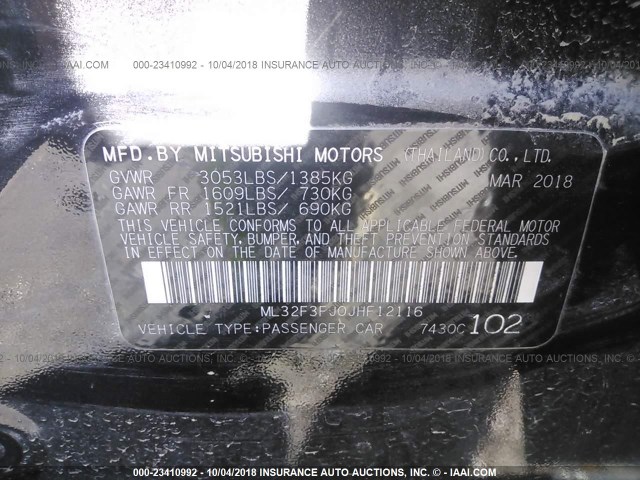 000-23410992 - 10/04/2018 INSURANCE AUTO AUCTIONS, INC. © - IAAI.COM
MFD.BY MITSUBISHI MOTORS (THAILAND)CO.,LTD.
GVWR 3053LBS/1385KG MAR 2018
GAWR FR 1609LBS/ 730KG
GAWR RR 1521LBS/ 690KG
THIS VEHICLE CONFORMS TO ALL APPLICABLE FEDERAL MOTOR
VEHICLE SAFETY, BUMPER, AND THEFT PREVENTION STANDARDS
IN EFFECT ON THE DATE OF MANUFACTURE SHOWN ABOVE.
ML32F3FJ0JHF12116
VEHICLE TYPE:PASSENGER CAR 7430C 102
000-23410992 - 10/04/2018 INSURANCE AUTO AUCTIONS, INC. © - IAAI.COM